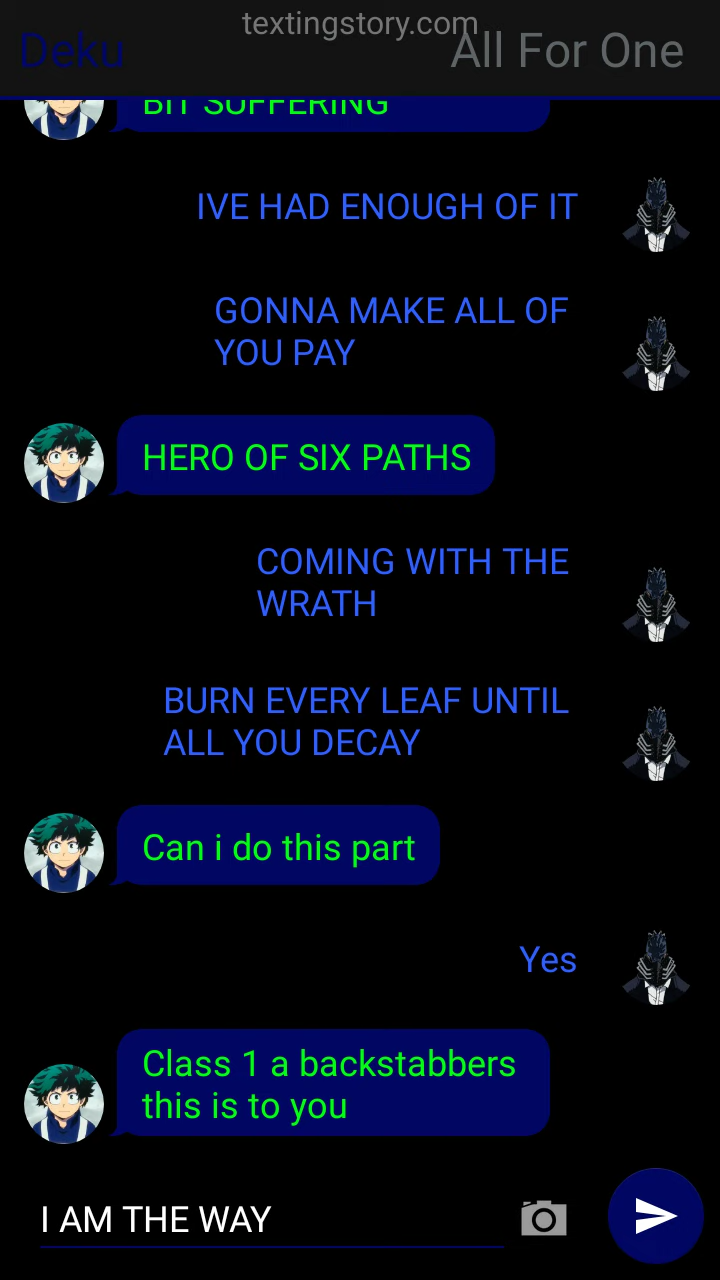 textingstory.com
Deku
All For One
BIT SUFFERING
IVE HAD ENOUGH OF IT
GONNA MAKE ALL OF
YOU PAY
HERO OF SIX PATHS
COMING WITH THE
WRATH
BURN EVERY LEAF UNTIL
ALL YOU DECAY
Can i do this part
Yes
Class 1 a backstabbers
this is to you
I AM THE WAY